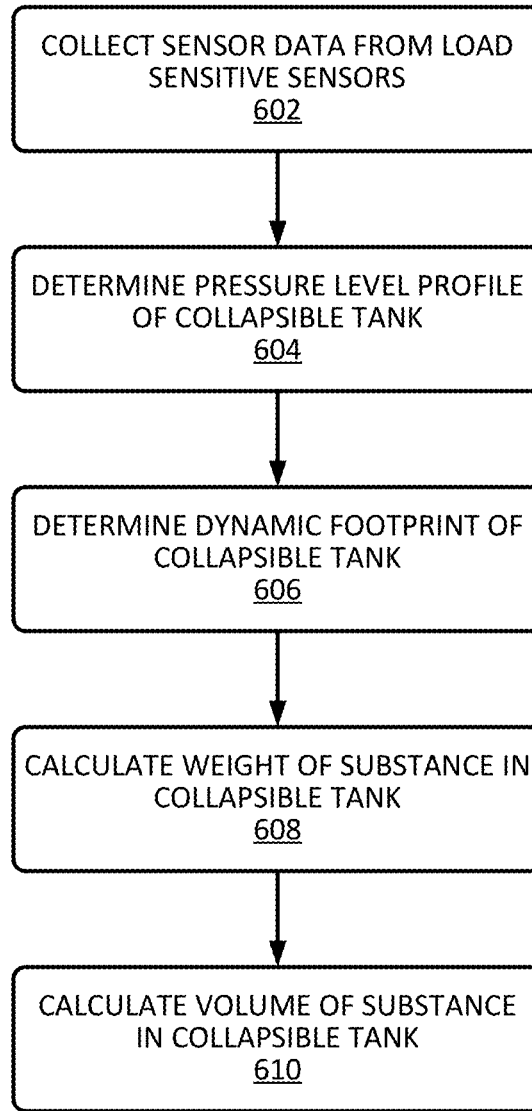 COLLECT SENSOR DATA FROM LOAD
SENSITIVE SENSORS
602
DETERMINE PRESSURE LEVEL PROFILE
OF COLLAPSIBLE TANK
604
DETERMINE DYNAMIC FOOTPRINT OF
COLLAPSIBLE TANK
606
CALCULATE WEIGHT OF SUBSTANCE IN
COLLAPSIBLE TANK
608
CALCULATE VOLUME OF SUBSTANCE
IN COLLAPSIBLE TANK
610